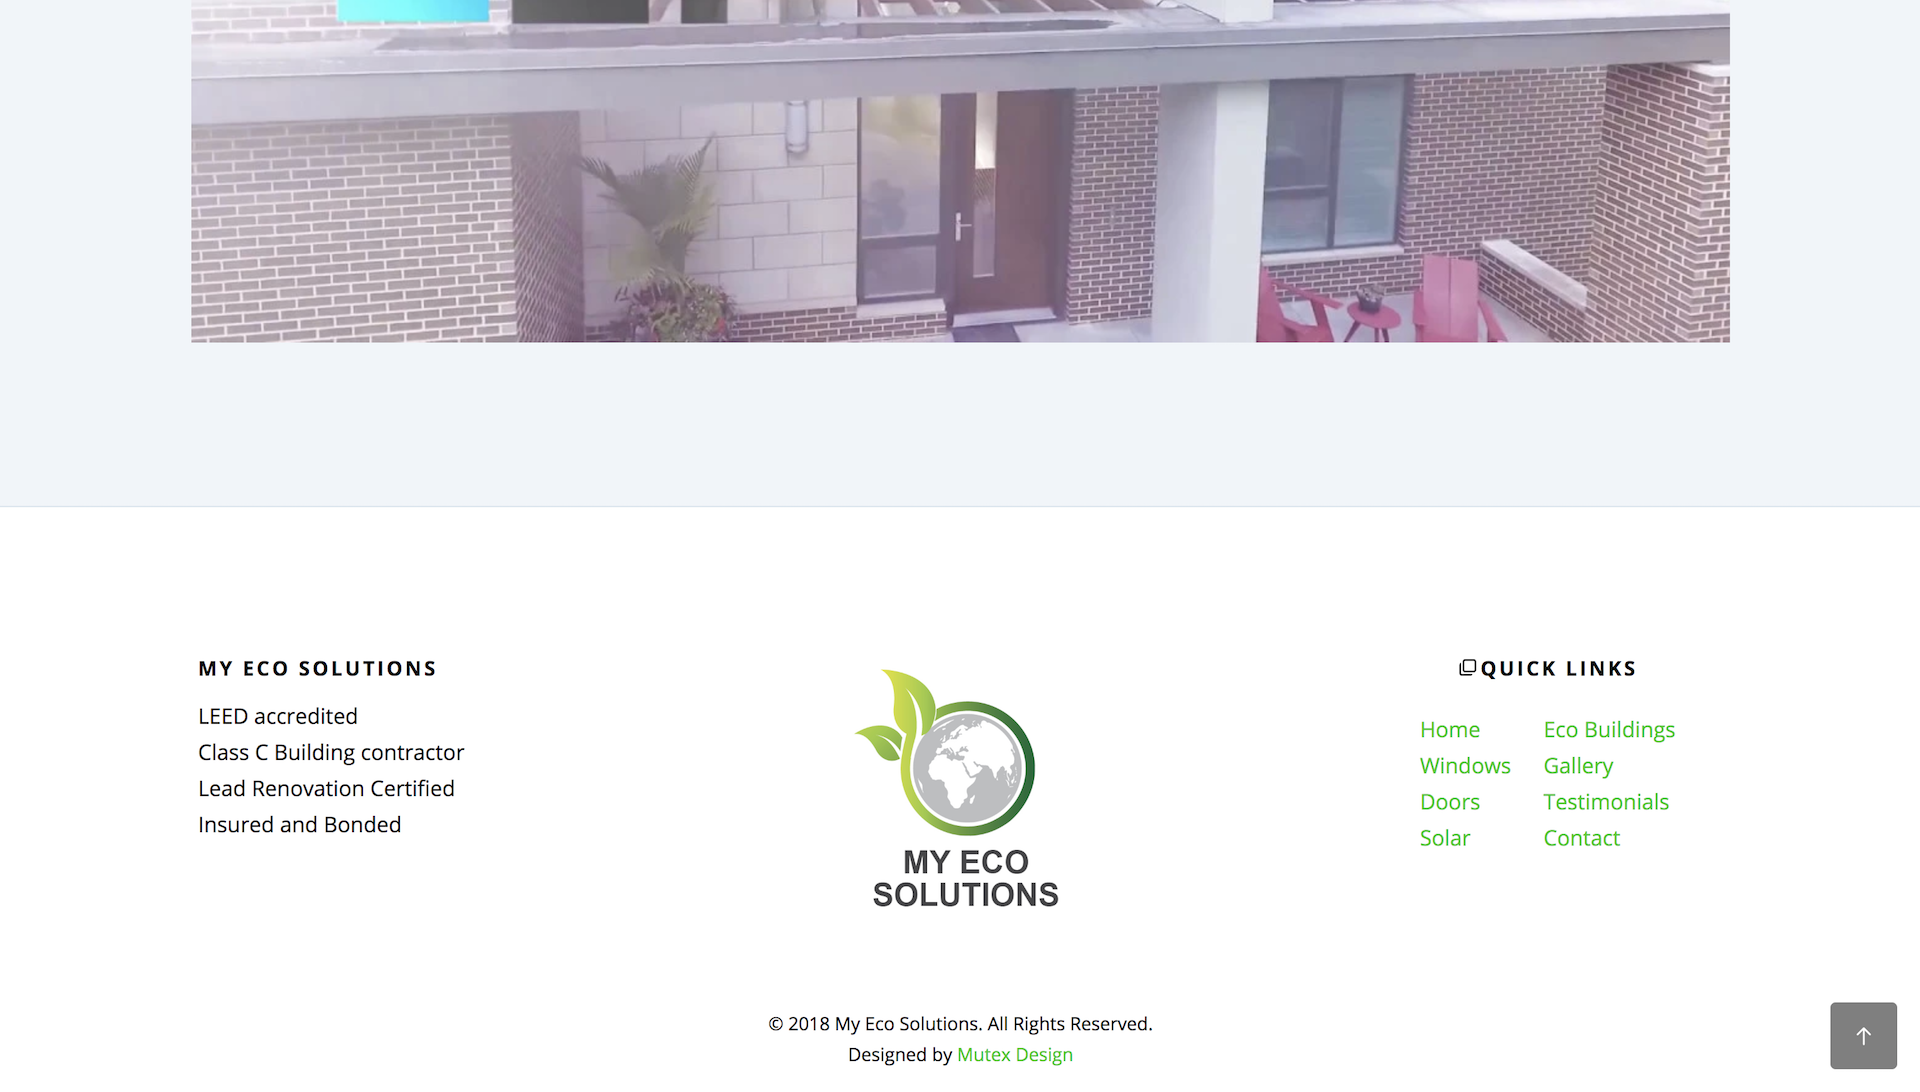 MY ECO SOLUTIONS
LEED accredited
Class C Building contractor
Lead Renovation Certified
Insured and Bonded
MY ECO
SOLUTIONS
QUICK LINKS
Home
Windows
Doors
Solar
Eco Buildings
Gallery
Testimonials
Contact
© 2018 My Eco Solutions. All Rights Reserved.
Designed by Mutex Design